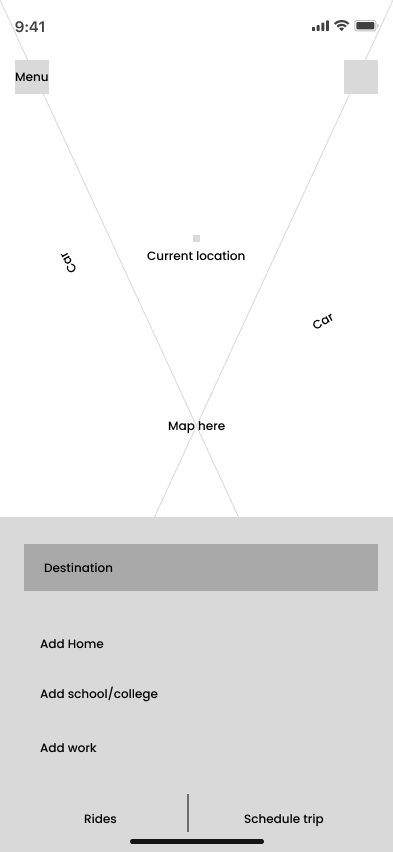 9:41
Menu
Car
Current location
Car
Map here
Destination
Add Home
Add school/college
Add work
Rides
Schedule trip